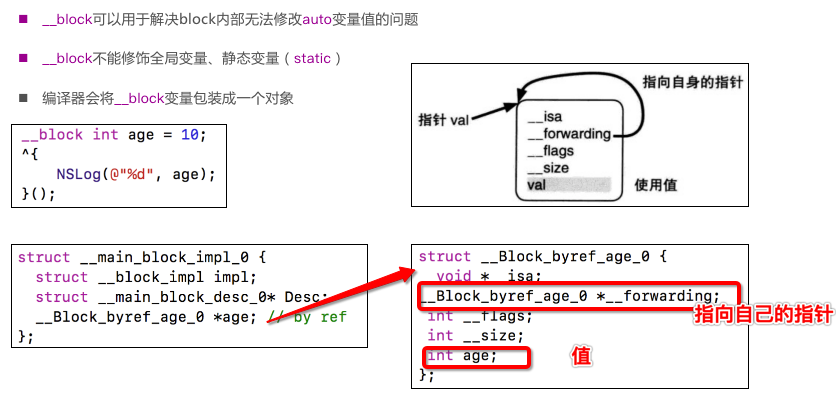 __block可以用于解决block内部无法修改auto变量值的问题
__block不能修饰全局变量、静态变量（static）
编译器会将__block变量包装成一个对象
__block int age = 10;
^{
NSLog(@"%d", age);
}();
指向自身的指针
指针 val
__isa
__forwarding
__flags
__size
val
使用值
struct __main_block_impl_0 {
struct __block_impl impl;
struct __main_block_desc_0* Desc;
__Block_byref_age_0 *age; // by ref
};
struct __Block_byref_age_0 {
void *__isa;
__Block_byref_age_0 *__forwarding;
int __flags;
int __size;
int age;
};
指向自己的指针
值